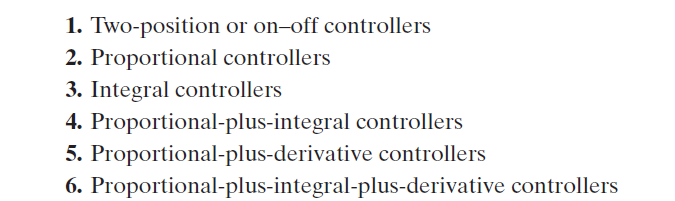 1. Two-position or on–off controllers
2. Proportional controllers
3. Integral controllers
4. Proportional-plus-integral controllers
5. Proportional-plus-derivative controllers
6. Proportional-plus-integral-plus-derivative controllers